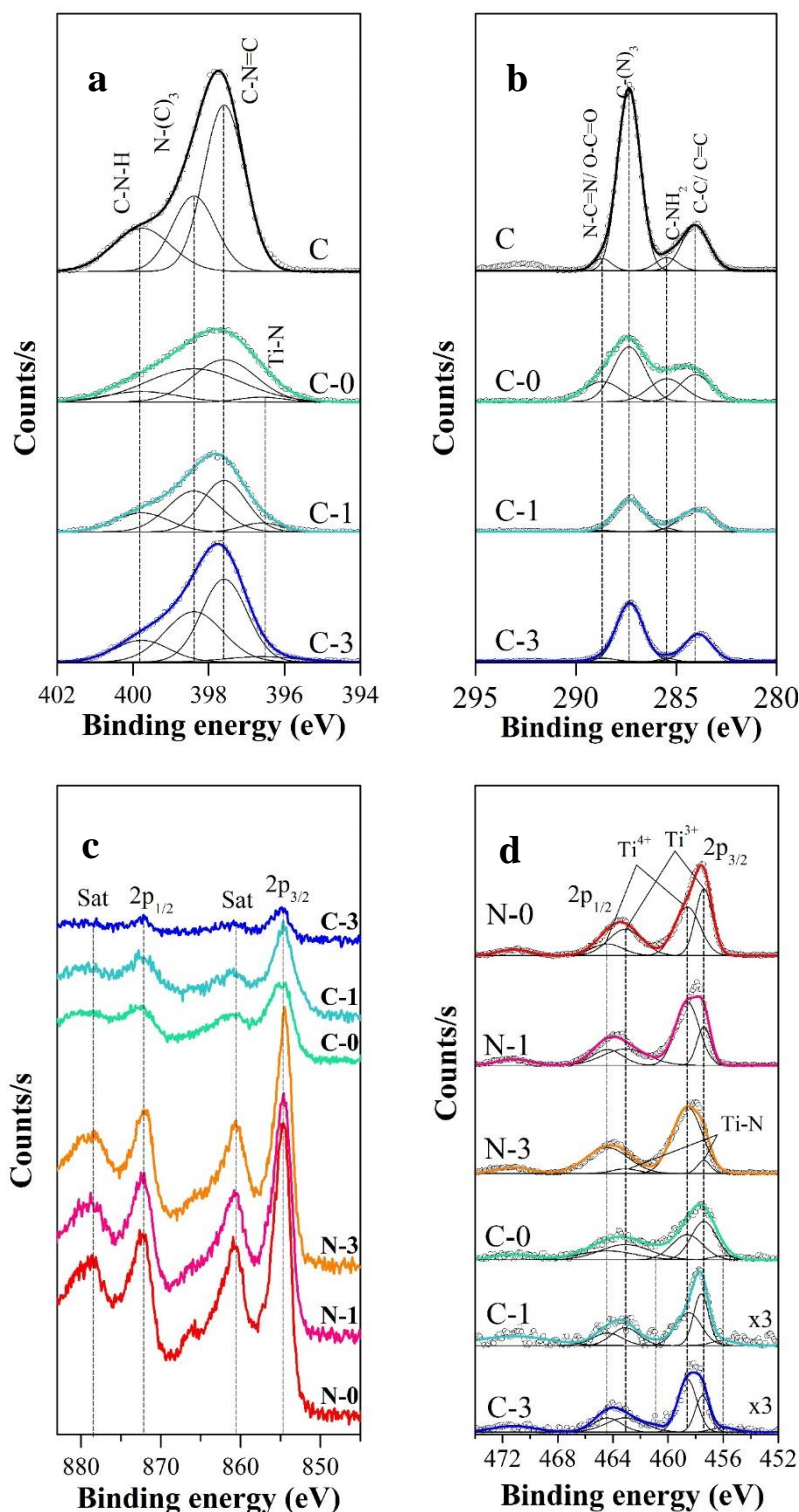 a
C-N-H
N-(C)3
C-N=C
C
Ti-N
C-0
C-1
C-3
Counts/s
402 400 398 396 394
Binding energy (eV)
b
N-C=N/ O-C=O
C-(N)3
C-NH2
C-C/ C=C
C
C-0
C-1
C-3
Counts/s
295 290 285 280
Binding energy (eV)
c
Sat 2p1/2 Sat 2p3/2
C-3
C-1
C-0
N-3
N-1
N-0
Counts/s
880 870 860 850
Binding energy (eV)
d
Ti4+ Ti3+
2p1/2 2p3/2
N-0
N-1
N-3
Ti-N
C-0
C-1 x3
C-3 x3
Counts/s
472 468 464 460 456 452
Binding energy (eV)